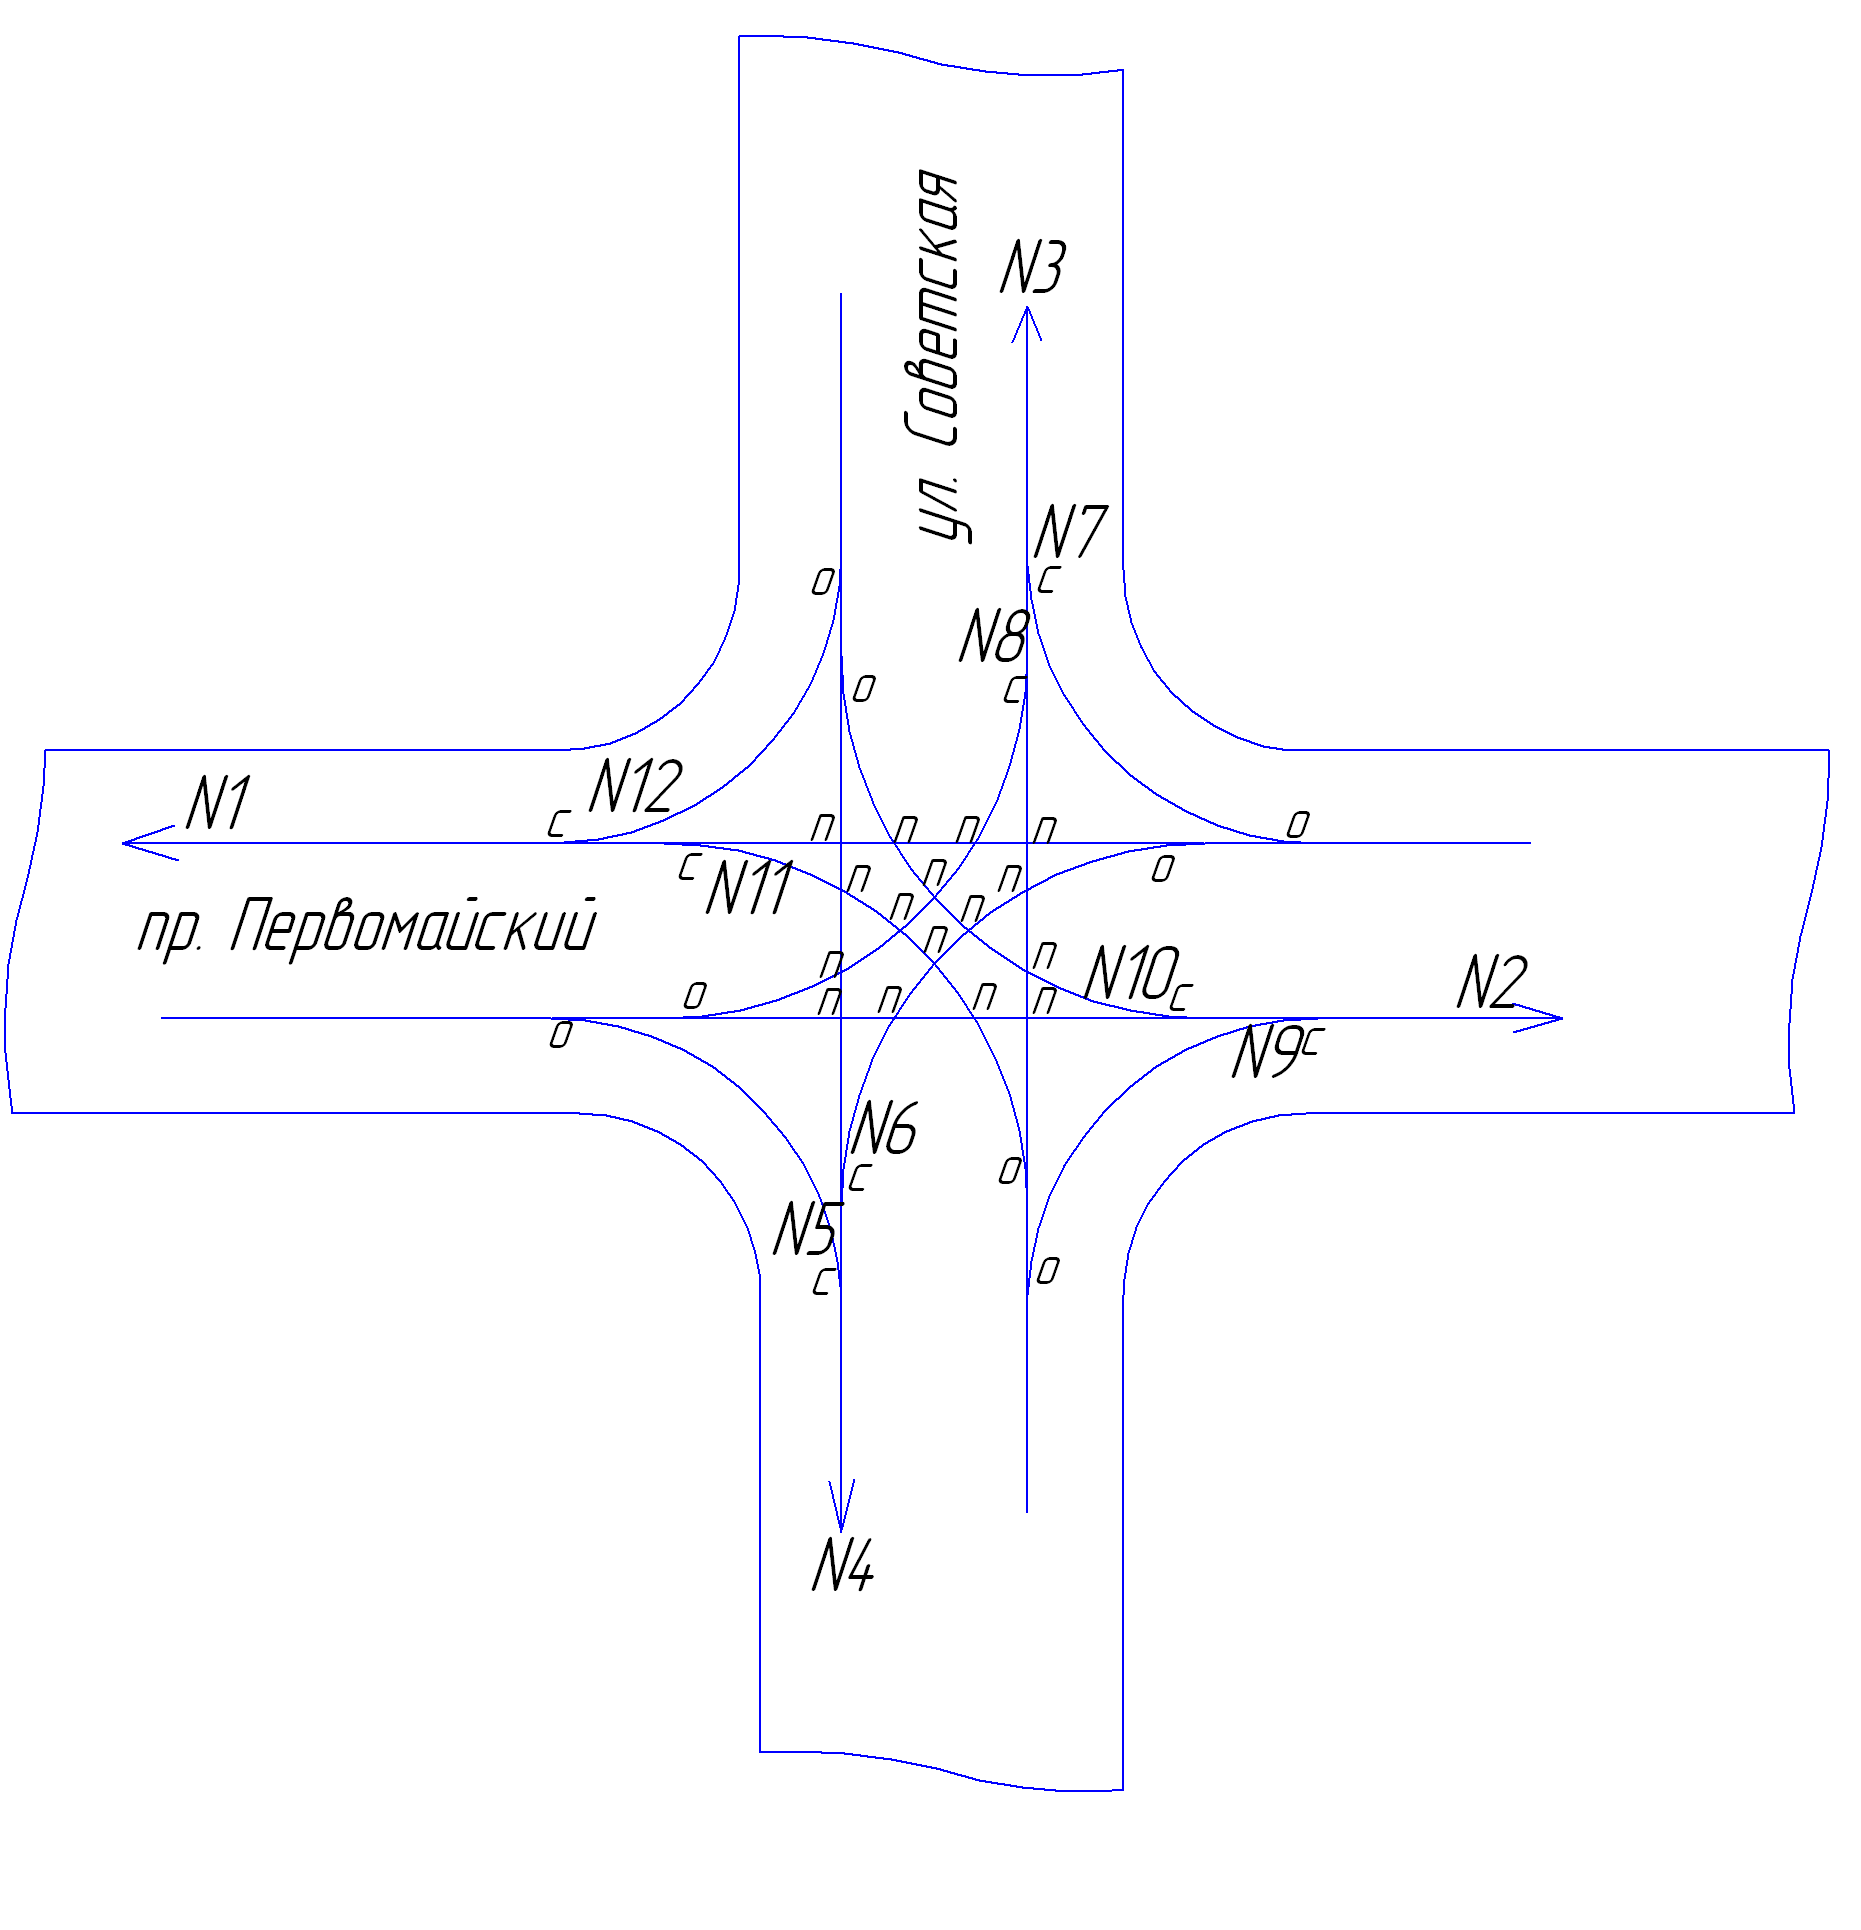 ул. Советская
N3
N7
о
с
N8
о
с
N1
N12
с
п
п
п
п
о
с
N11
п
п
п
о
п
п
пр. Первомайский
п
п
п
N10
с
N2
о
п
п
п
п
о
N9
с
N6
с
о
N5
с
о
N4